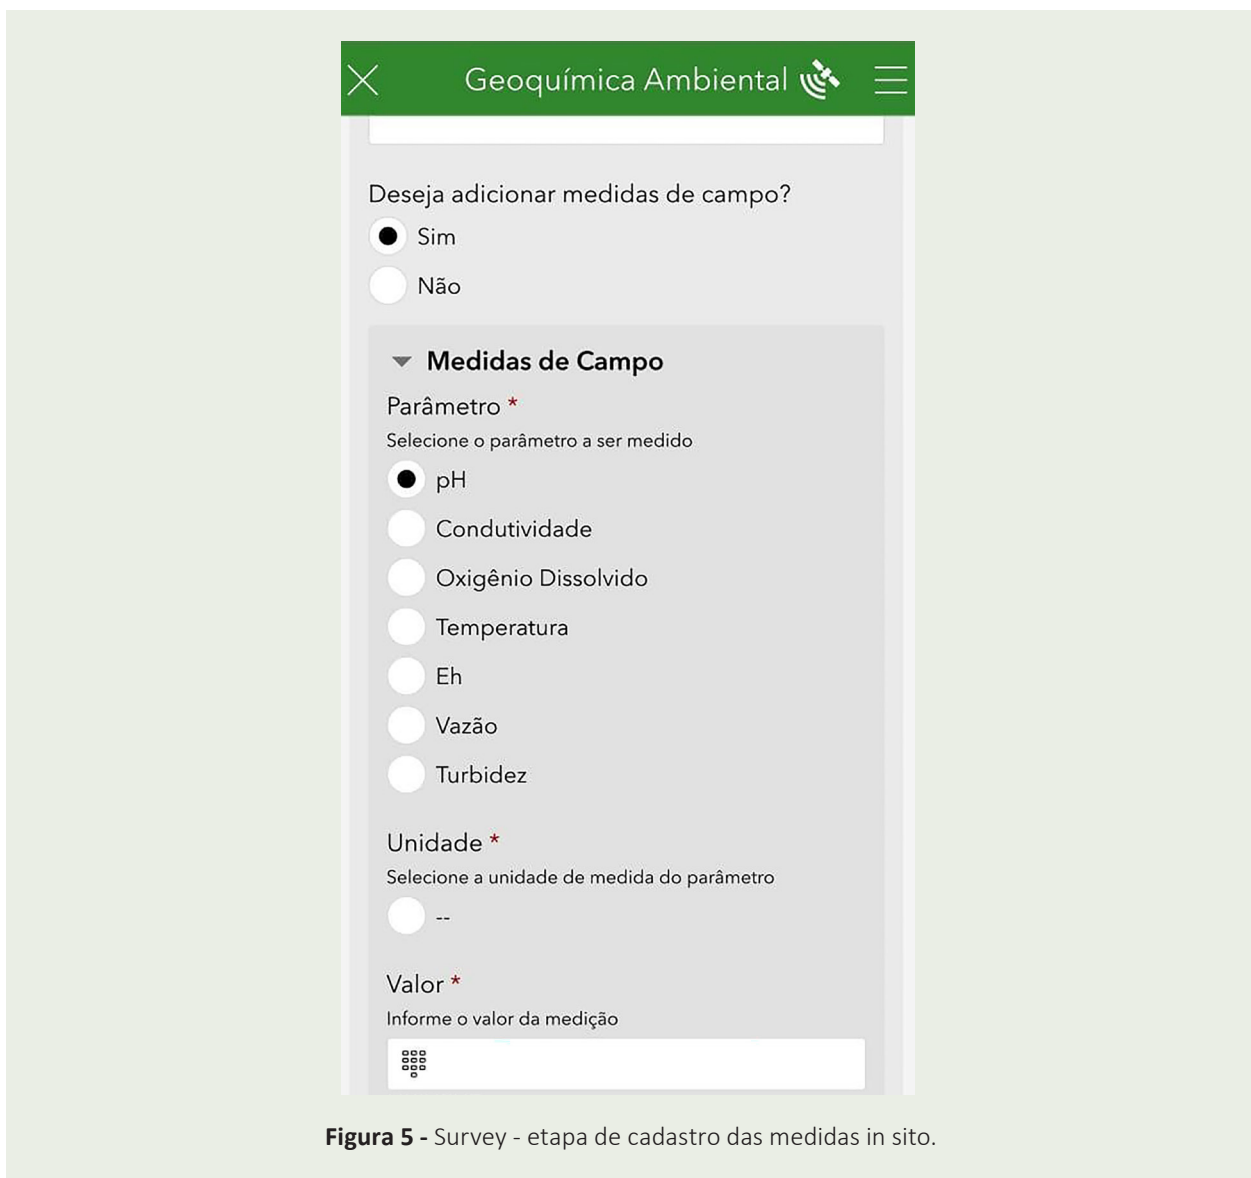 Geoquímica Ambiental
Deseja adicionar medidas de campo?
Sim
Não
Medidas de Campo
Parâmetro *
Selecione o parâmetro a ser medido
pH
Condutividade
Oxigênio Dissolvido
Temperatura
Eh
Vazão
Turbidez
Unidade *
Selecione a unidade de medida do parâmetro
--
Valor *
Informe o valor da medição
Figura 5 - Survey - etapa de cadastro das medidas in sito.